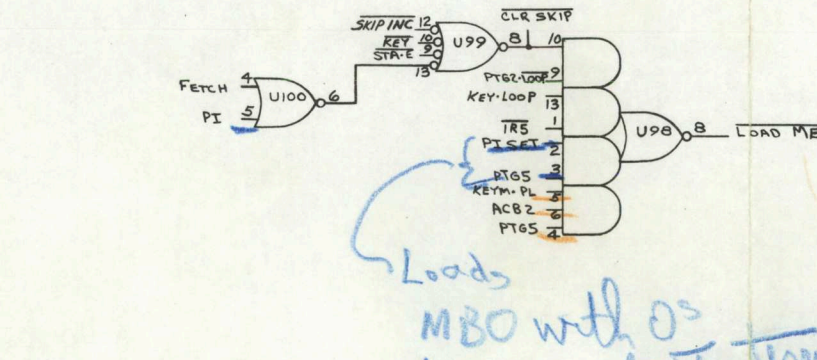 CLR SKIP
SKIP INC 12
KEY 10
STA·E 9
13
U99
8
10
FETCH 4
PI 5
U100
6
PTG2·LOOP 9
KEY·LOOP
13
IR5 1
PI SET
2
PTG5 3
KEYM·PL
5
ACB2
6
PTG5 4
U98
8
LOAD ME
Loads
MBO with 0s